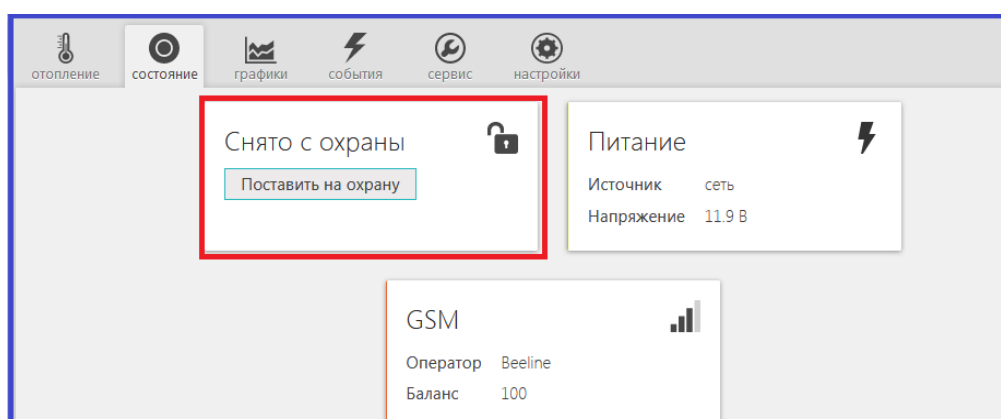 отопление состояние графики события сервис настройки
Снято с охраны
Поставить на охрану
Питание
Источник сеть
Напряжение 11.9 В
GSM
Оператор Beeline
Баланс 100